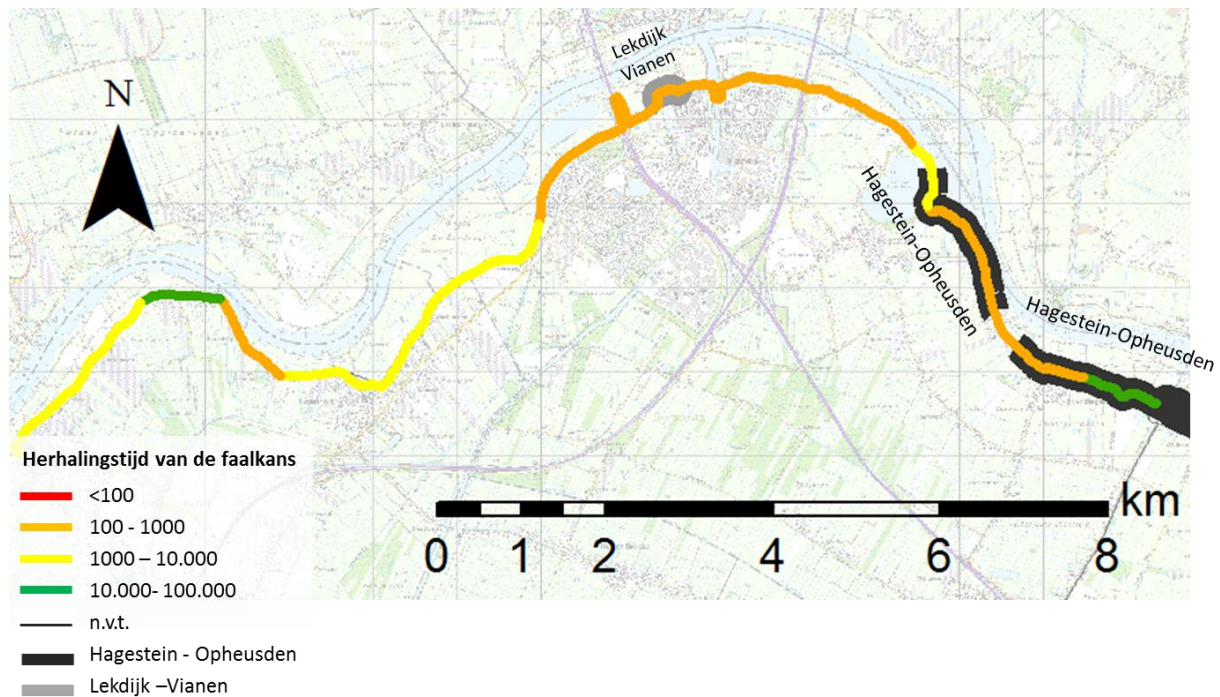 Lekdijk
Vianen
N
Hagestein-Opheusden
Hagestein-Opheusden
km
0 1 2 4 6 8
Herhalingstijd van de faalkans
<100
100 - 1000
1000 – 10.000
10.000- 100.000
n.v.t.
Hagestein - Opheusden
Lekdijk –Vianen